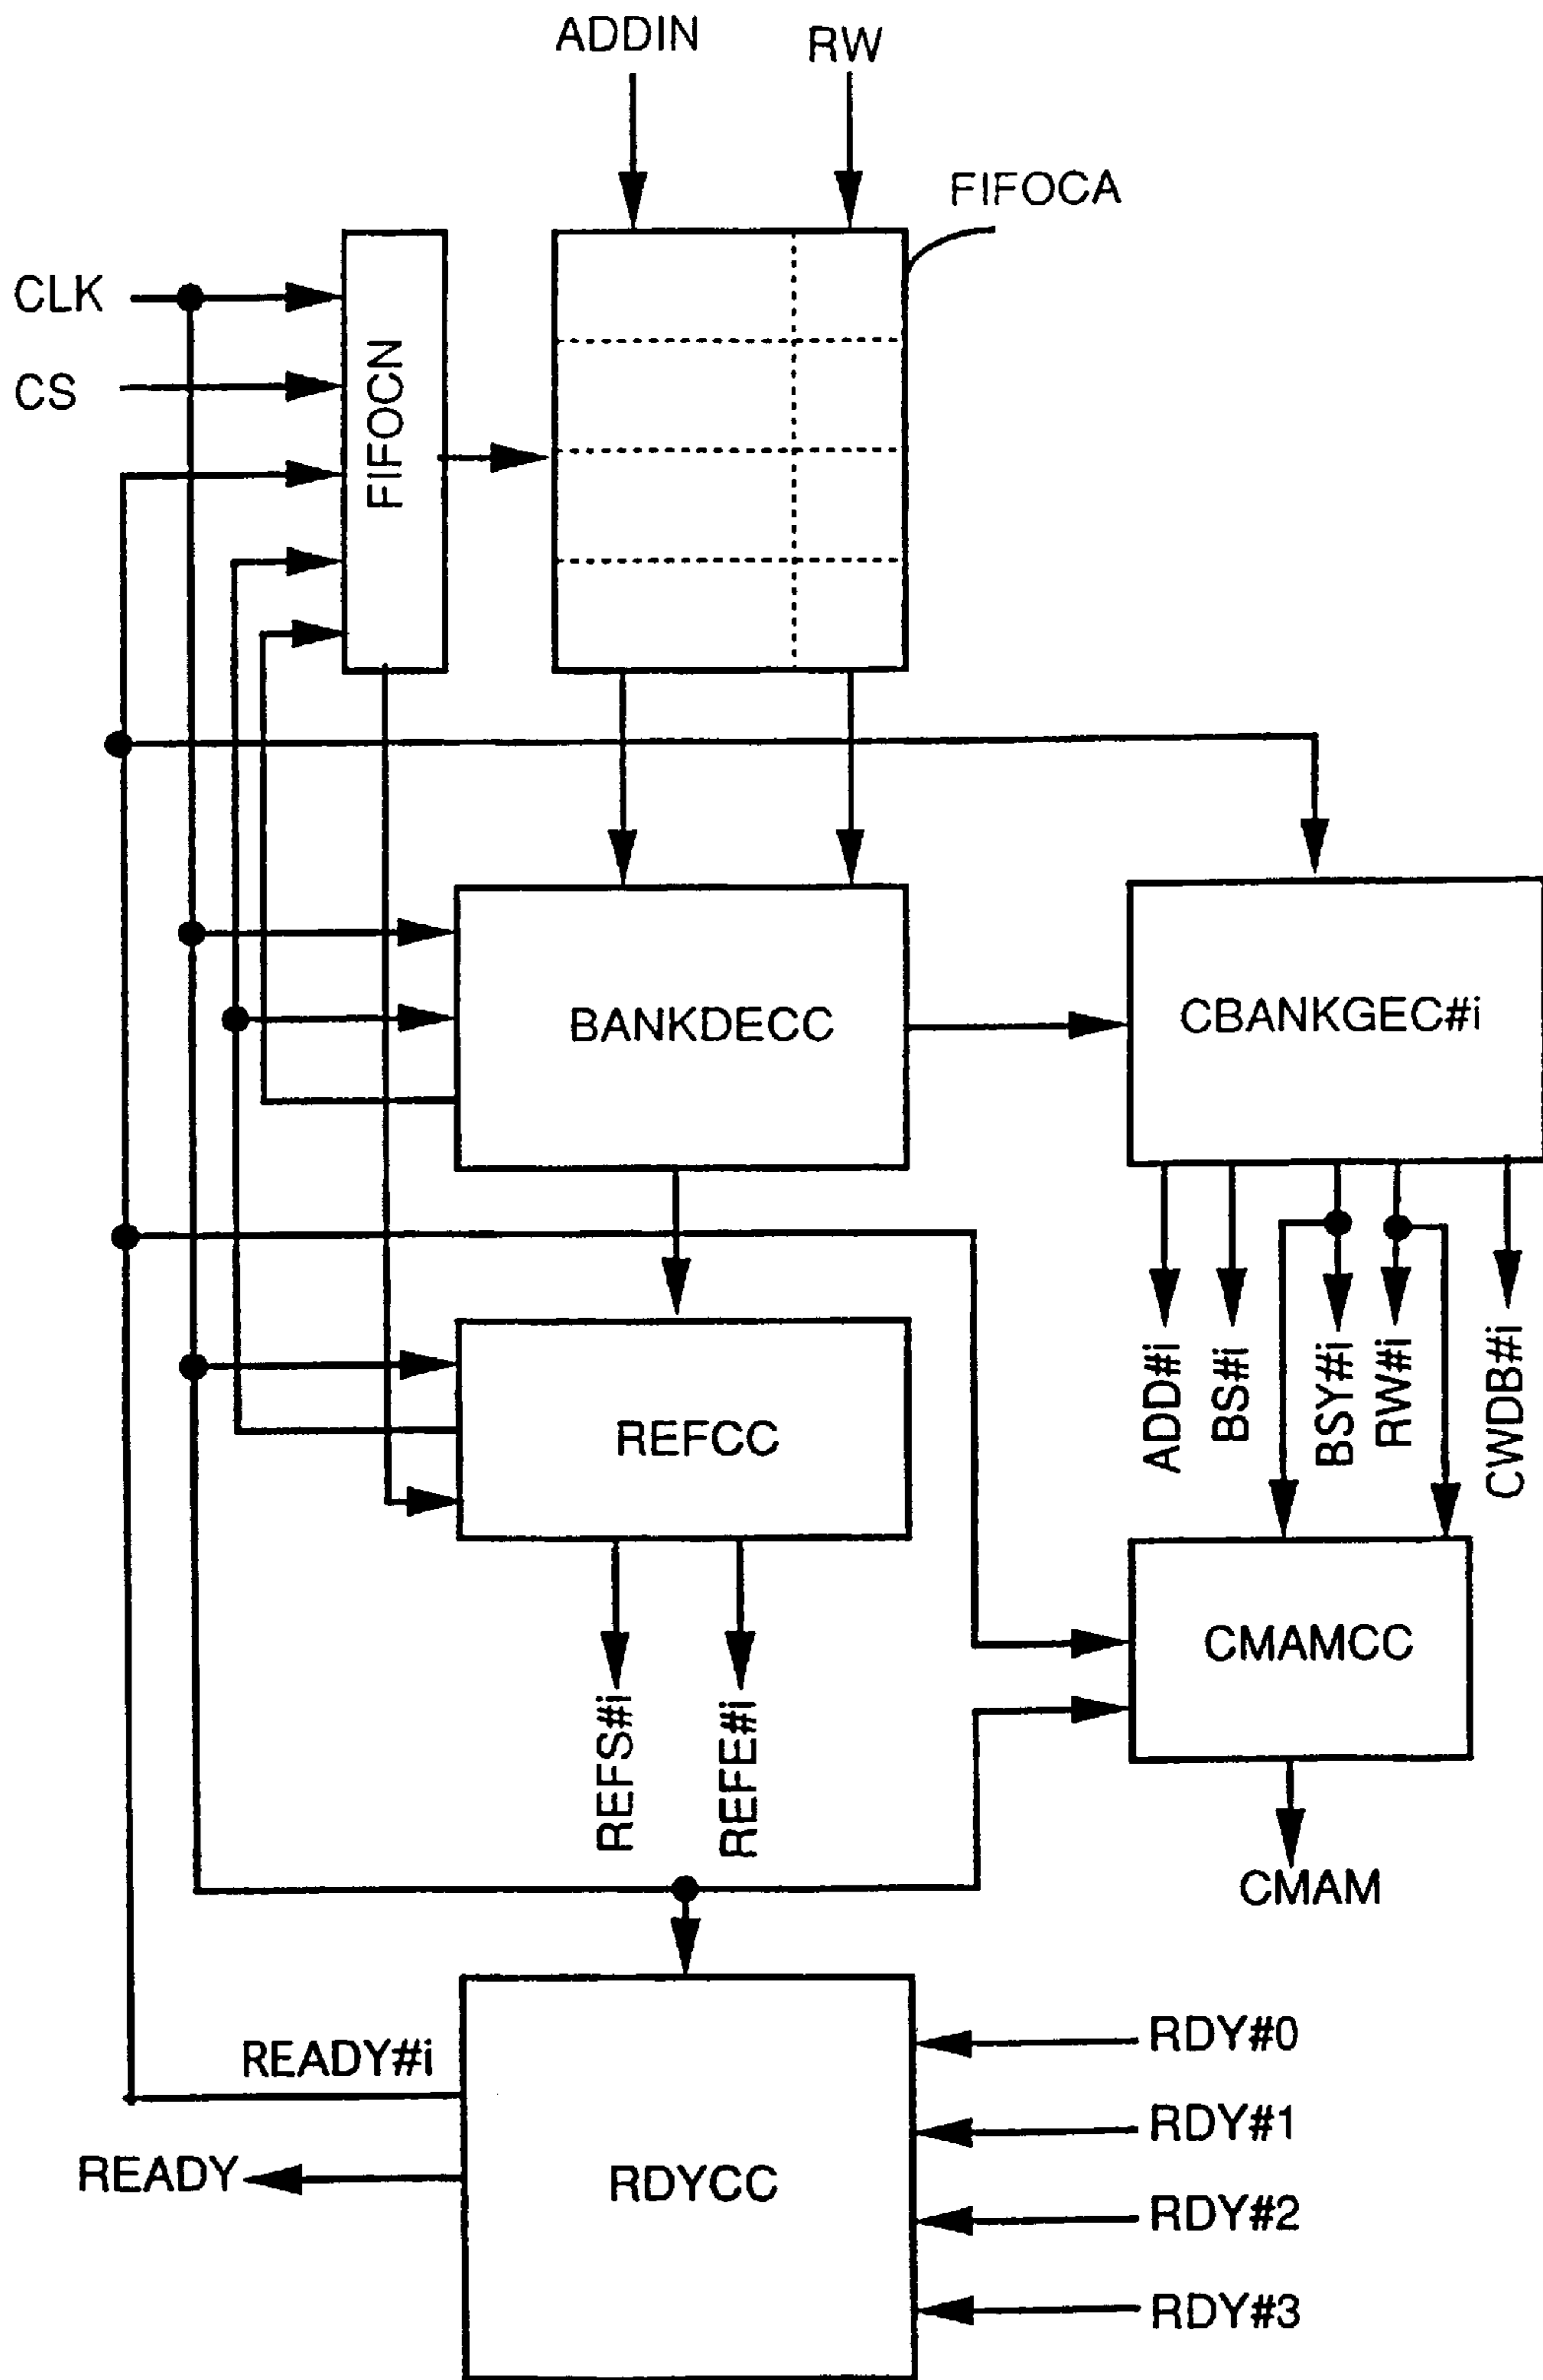 ADDIN
RW
FIFOCA
CLK
CS
FIFOCN
BANKDECC
CBANKGEC#i
ADD#i
BS#i
BSY#i
RW#i
CWDB#i
REFCC
CMAMCC
REFS#i
REFE#i
CMAM
READY#i
READY
RDYCC
RDY#0
RDY#1
RDY#2
RDY#3